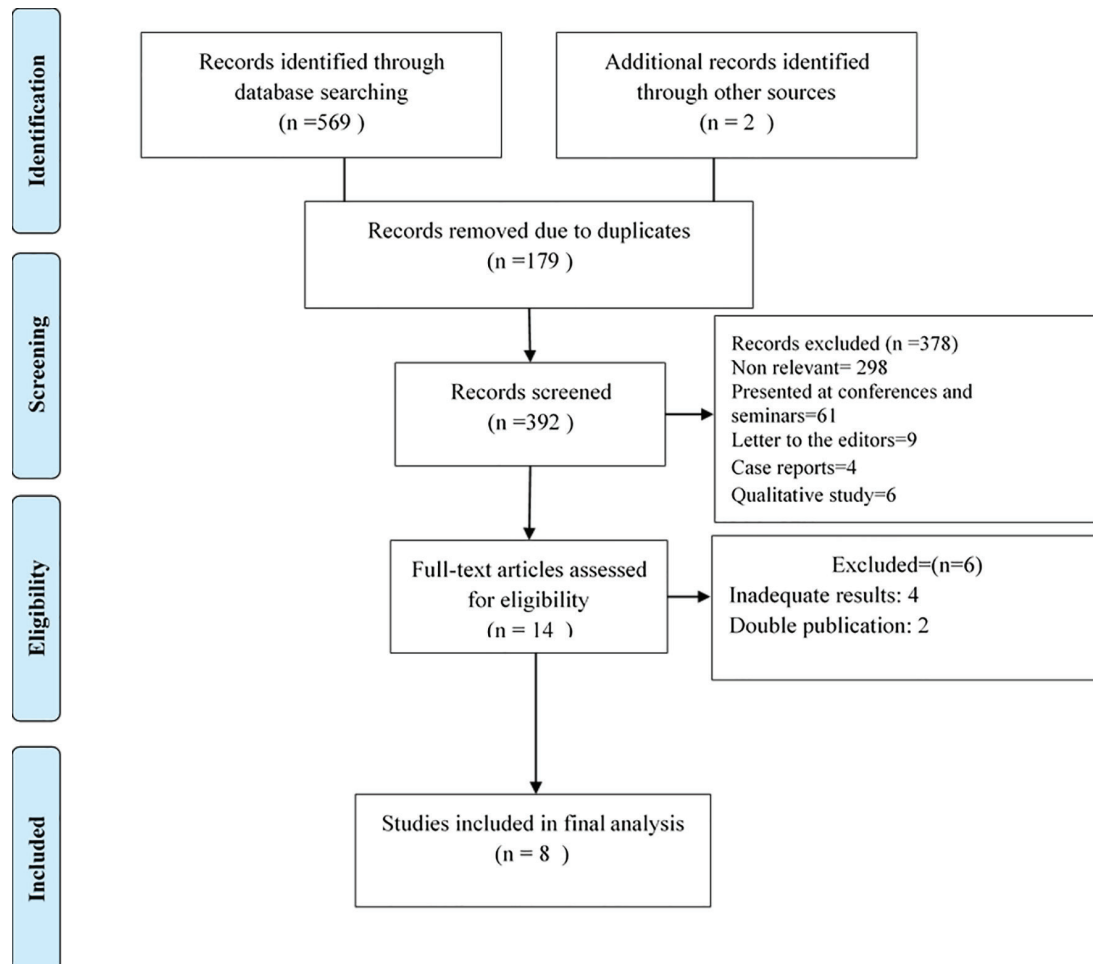 Identification
Records identified through
database searching
(n =569 )
Additional records identified
through other sources
(n = 2 )
Records removed due to duplicates
(n =179 )
Screening
Records screened
(n =392 )
Records excluded (n =378)
Non relevant= 298
Presented at conferences and
seminars=61
Letter to the editors=9
Case reports=4
Qualitative study=6
Eligibility
Full-text articles assessed
for eligibility
(n = 14 )
Excluded=(n=6)
Inadequate results: 4
Double publication: 2
Included
Studies included in final analysis
(n = 8 )